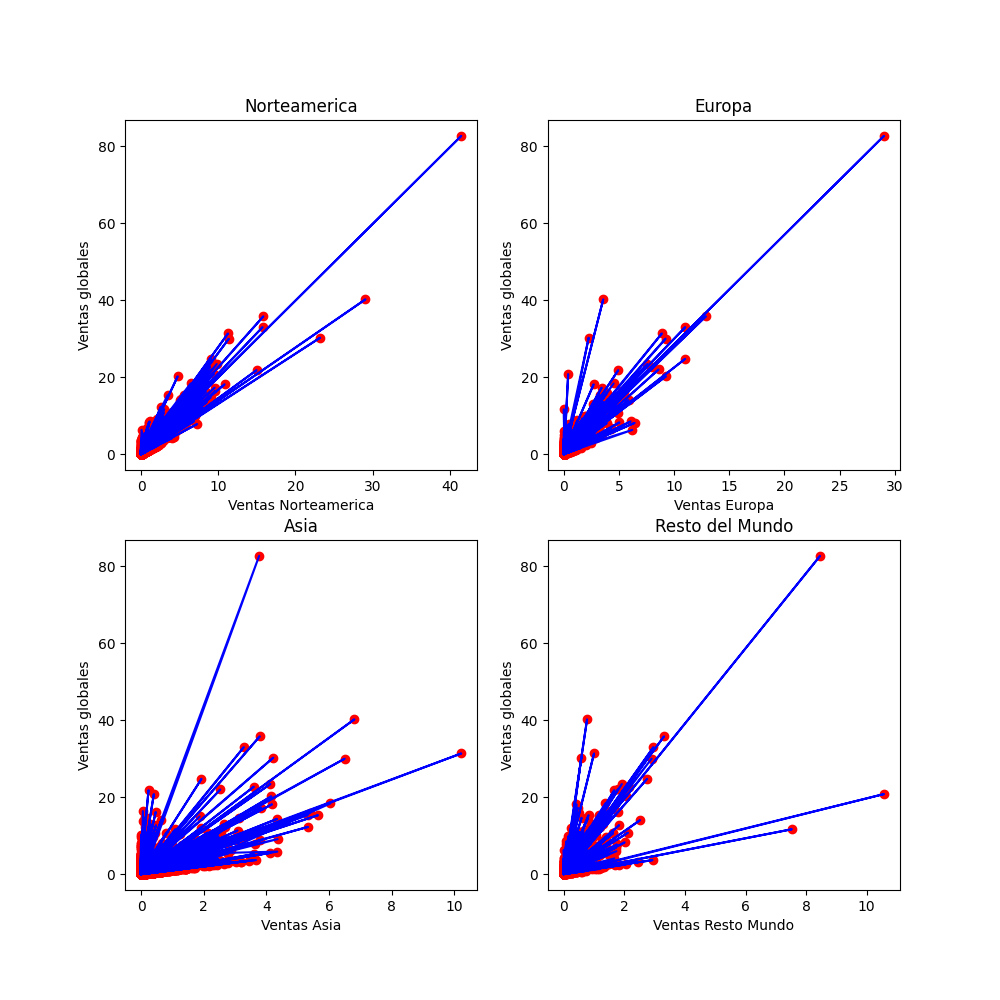 Norteamerica
Ventas globales
80
60
40
20
0
0 10 20 30 40
Ventas Norteamerica
Europa
Ventas globales
80
60
40
20
0
0 5 10 15 20 25 30
Ventas Europa
Asia
Ventas globales
80
60
40
20
0
0 2 4 6 8 10
Ventas Asia
Resto del Mundo
Ventas globales
80
60
40
20
0
0 2 4 6 8 10
Ventas Resto Mundo